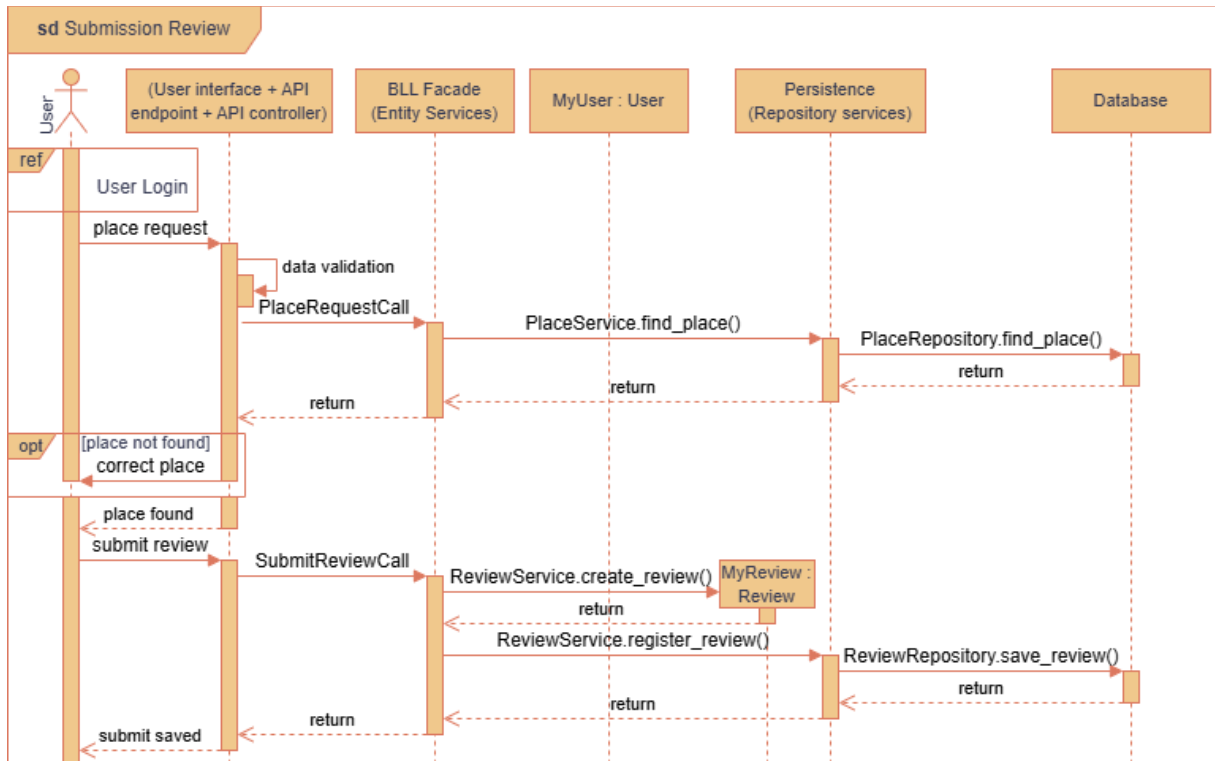 sd Submission Review
User
(User interface + API
endpoint + API controller)
BLL Facade
(Entity Services)
MyUser : User
Persistence
(Repository services)
Database
ref
User Login
place request
data validation
PlaceRequestCall
PlaceService.find_place()
PlaceRepository.find_place()
return
return
return
opt
[place not found]
correct place
place found
submit review
SubmitReviewCall
ReviewService.create_review()
MyReview :
Review
return
ReviewService.register_review()
ReviewRepository.save_review()
return
return
return
submit saved